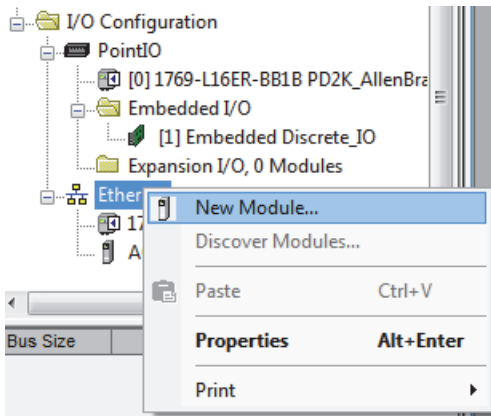 I/O Configuration
PointIO
[0] 1769-L16ER-BB1B PD2K_AllenBra
Embedded I/O
[1] Embedded Discrete_IO
Expansion I/O, 0 Modules
Ether
New Module...
17
Discover Modules...
A
Paste Ctrl+V
Bus Size
Properties Alt+Enter
Print